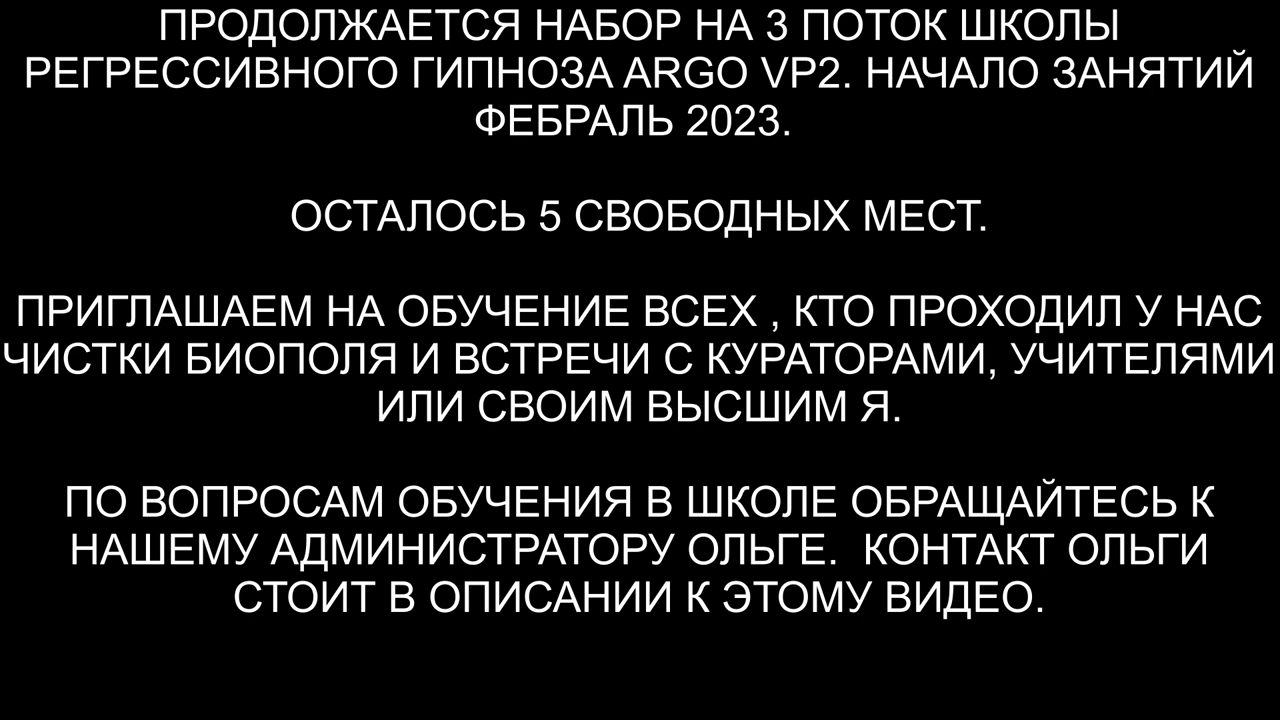 ПРОДОЛЖАЕТСЯ НАБОР НА 3 ПОТОК ШКОЛЫ
РЕГРЕССИВНОГО ГИПНОЗА ARGO VP2. НАЧАЛО ЗАНЯТИЙ
ФЕБРАЛЬ 2023.
ОСТАЛОСЬ 5 СВОБОДНЫХ МЕСТ.
ПРИГЛАШАЕМ НА ОБУЧЕНИЕ ВСЕХ , КТО ПРОХОДИЛ У НАС
ЧИСТКИ БИОПОЛЯ И ВСТРЕЧИ С КУРАТОРАМИ, УЧИТЕЛЯМИ
ИЛИ СВОИМ ВЫСШИМ Я.
ПО ВОПРОСАМ ОБУЧЕНИЯ В ШКОЛЕ ОБРАЩАЙТЕСЬ К
НАШЕМУ АДМИНИСТРАТОРУ ОЛЬГЕ.  КОНТАКТ ОЛЬГИ
СТОИТ В ОПИСАНИИ К ЭТОМУ ВИДЕО.